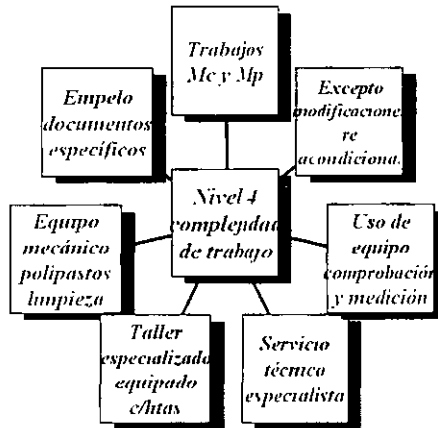 Trabajos
Mc y Mp
Empelo
documentos
específicos
Excepto
modificaciones
re
acondiciona.
Nivel 4
complejidad
de trabajo
Equipo
mecánico
polipastos
limpieza
Uso de
equipo
comprobación
y medición
Taller
especializado
equipado
c/htas
Servicio
técnico
especialista